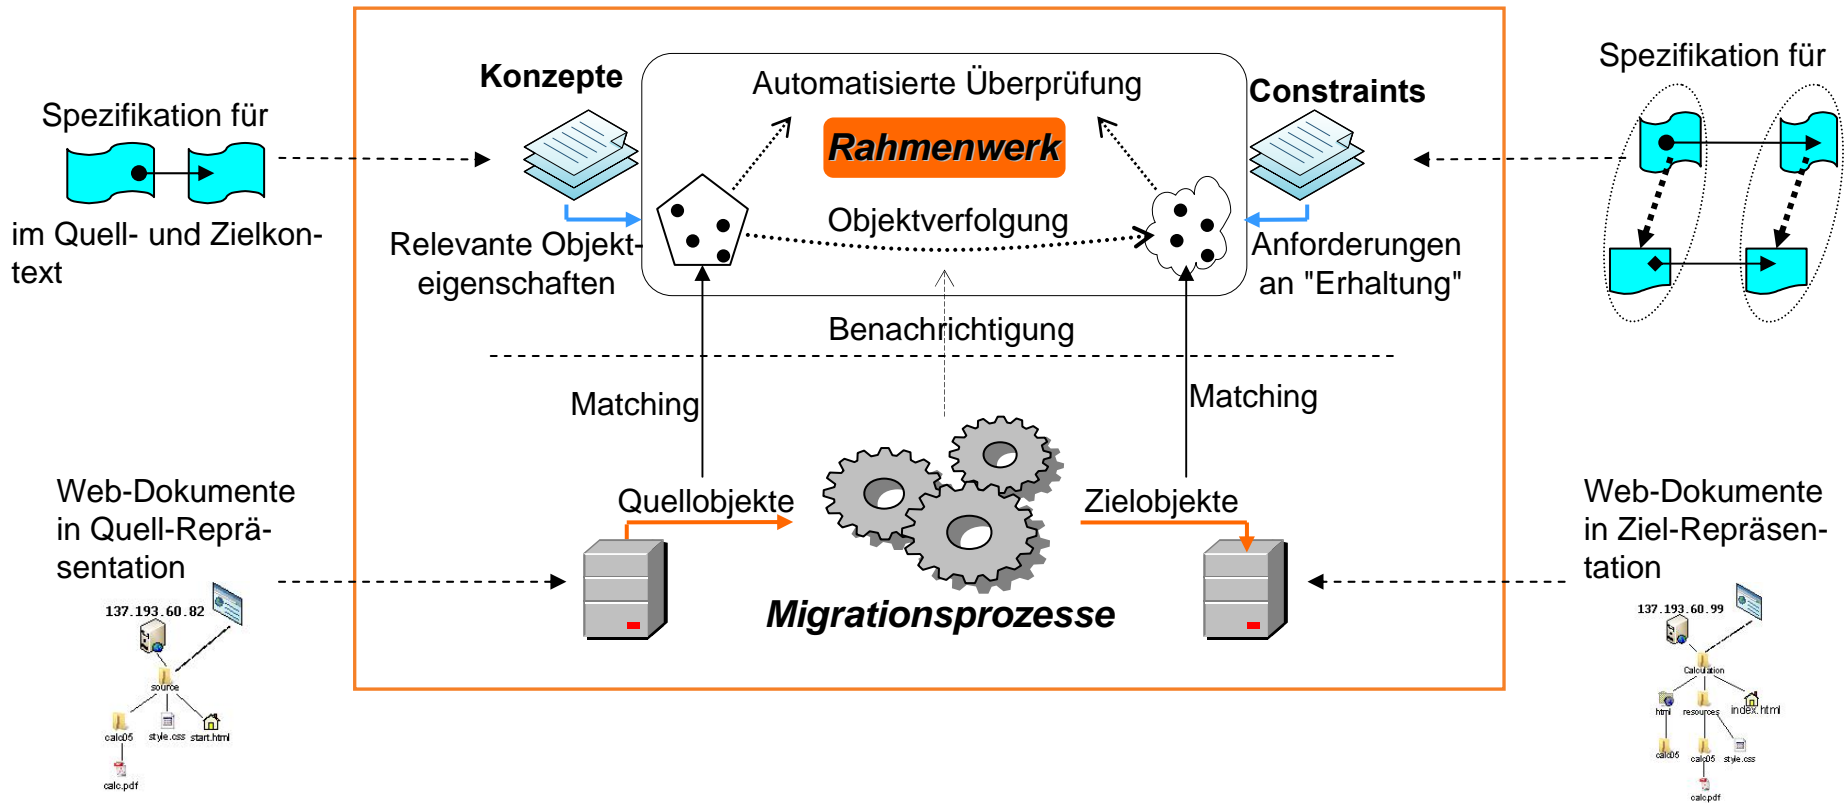 Spezifikation für
im Quell- und Zielkon-
text
Konzepte
Automatisierte Überprüfung
Constraints
Rahmenwerk
Objektverfolgung
Relevante Objekt-
eigenschaften
Anforderungen
an "Erhaltung"
Spezifikation für
Benachrichtigung
Matching
Matching
Quellobjekte
Zielobjekte
Migrationsprozesse
Web-Dokumente
in Quell-Reprä-
sentation
137.193.60.82
source
calc05
style.css
start.html
calc.pdf
Web-Dokumente
in Ziel-Repräsen-
tation
137.193.60.99
Calculation
html
resources
index.html
calc05
calc05
style.css
calc.pdf